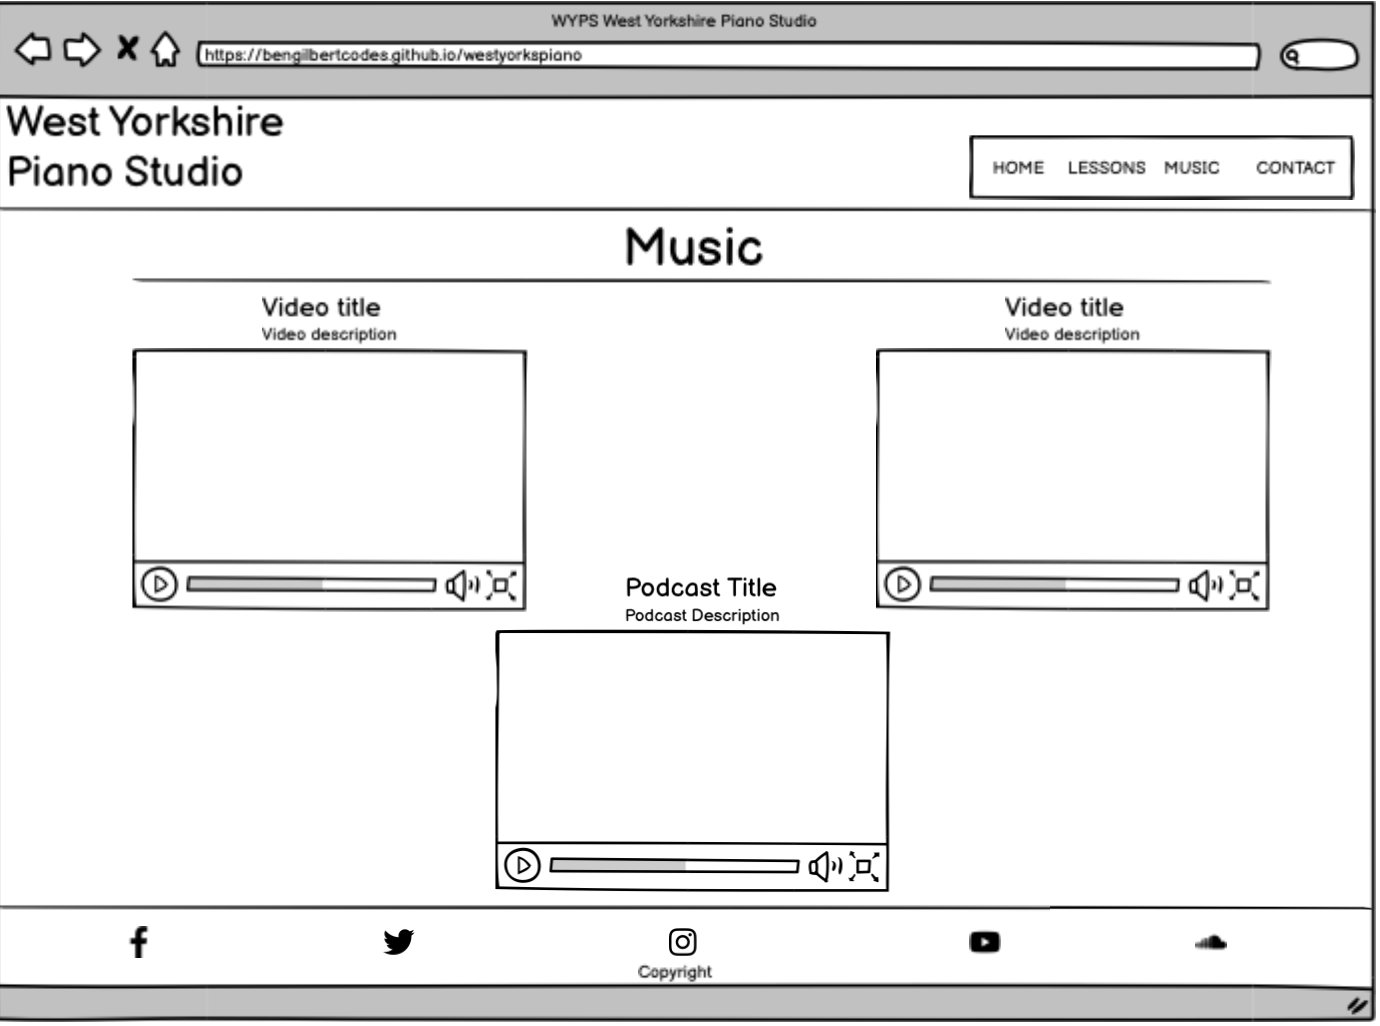 WYPS West Yorkshire Piano Studio
https://bengilbertcodes.github.io/westyorkspiano
West Yorkshire
Piano Studio
HOME LESSONS MUSIC CONTACT
Music
Video title
Video description
Video title
Video description
Podcast Title
Podcast Description
Copyright